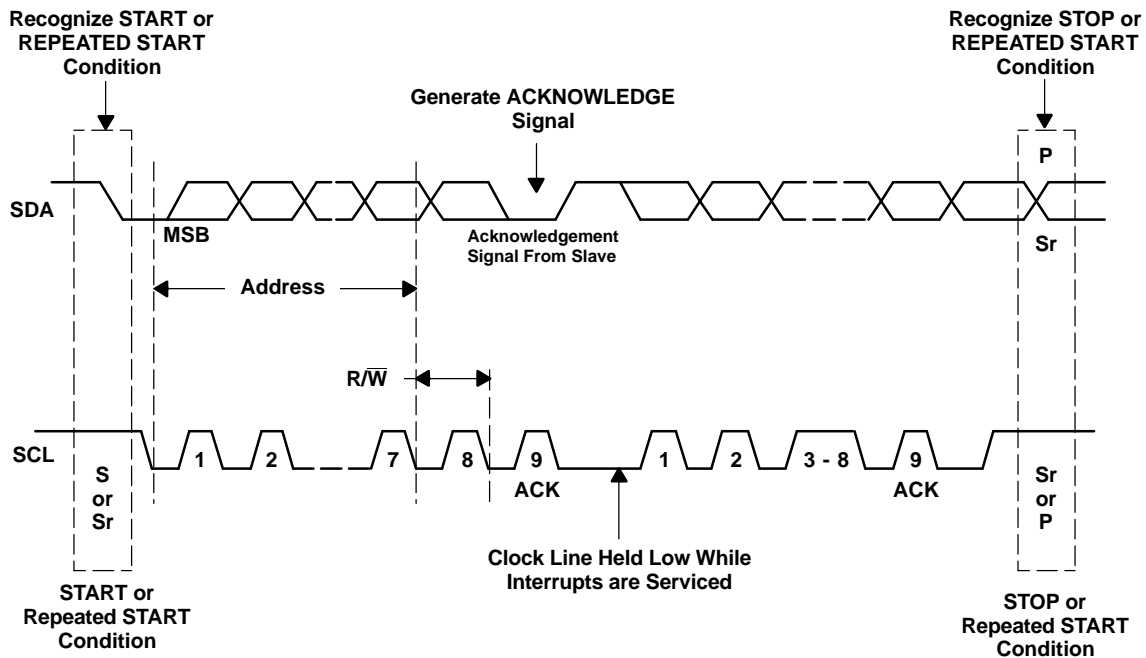 Recognize START or
REPEATED START
Condition
Recognize STOP or
REPEATED START
Condition
Generate ACKNOWLEDGE
Signal
P
SDA
MSB
Acknowledgement
Signal From Slave
Sr
Address
R/W̅
SCL
1
2
7
8
9
1
2
3 - 8
9
ACK
ACK
S
or
Sr
Sr
or
P
Clock Line Held Low While
Interrupts are Serviced
START or
Repeated START
Condition
STOP or
Repeated START
Condition